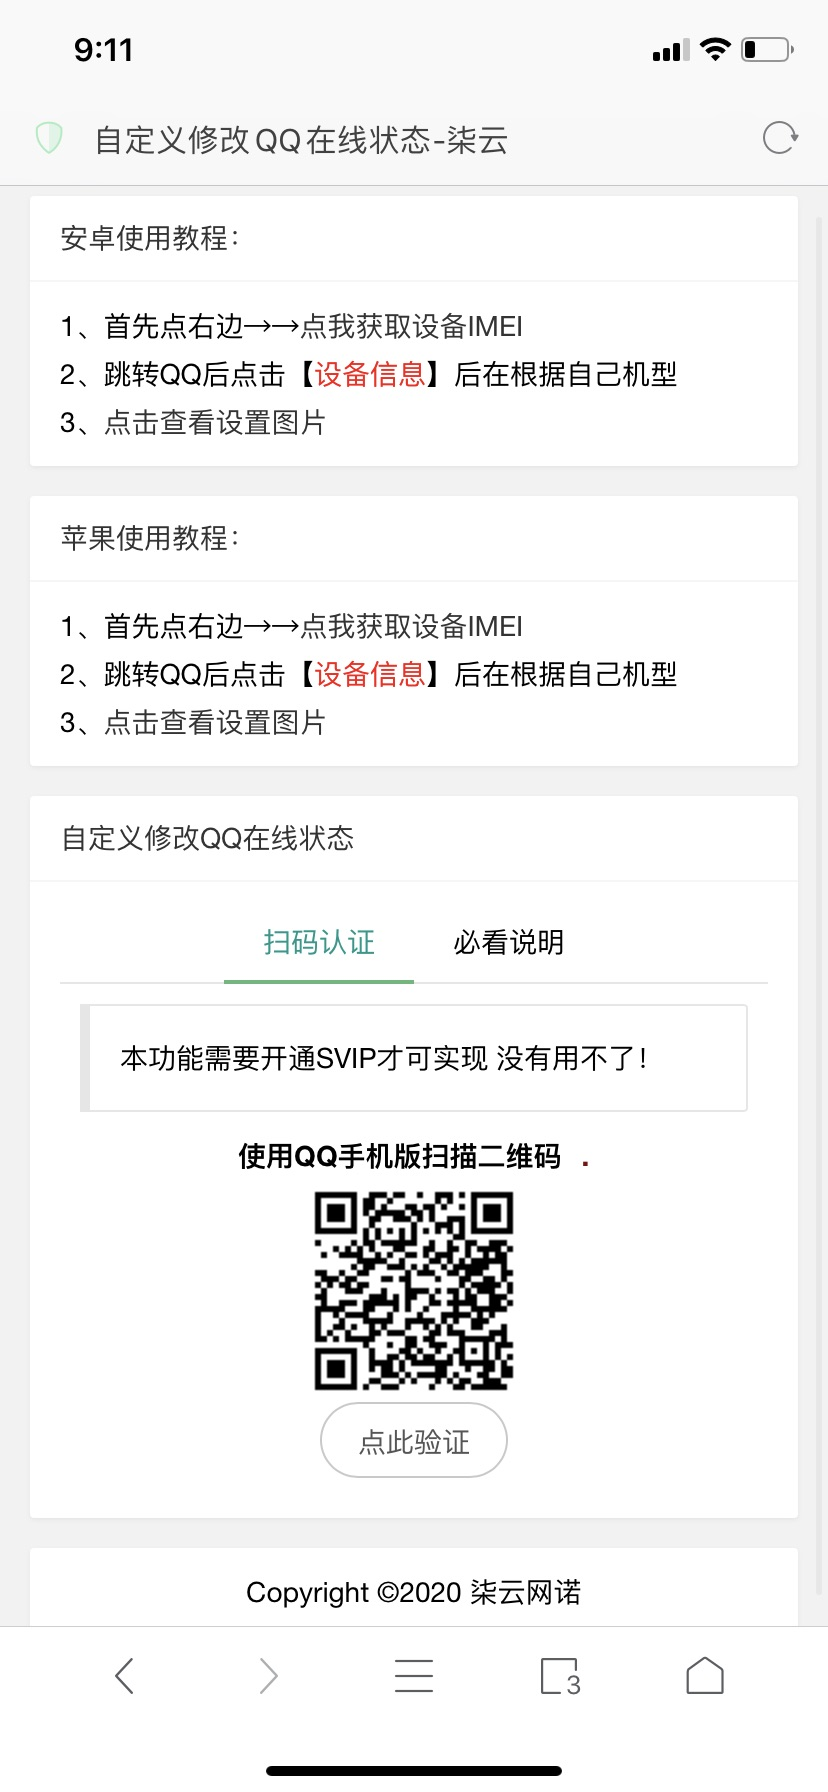 9:11
自定义修改QQ在线状态-柒云
安卓使用教程：
1、首先点右边→→点我获取设备IMEI
2、跳转QQ后点击【设备信息】后在根据自己机型
3、点击查看设置图片
苹果使用教程：
1、首先点右边→→点我获取设备IMEI
2、跳转QQ后点击【设备信息】后在根据自己机型
3、点击查看设置图片
自定义修改QQ在线状态
扫码认证 必看说明
本功能需要开通SVIP才可实现 没有用不了！
使用QQ手机版扫描二维码 .
点此验证
Copyright ©2020 柒云网诺
3